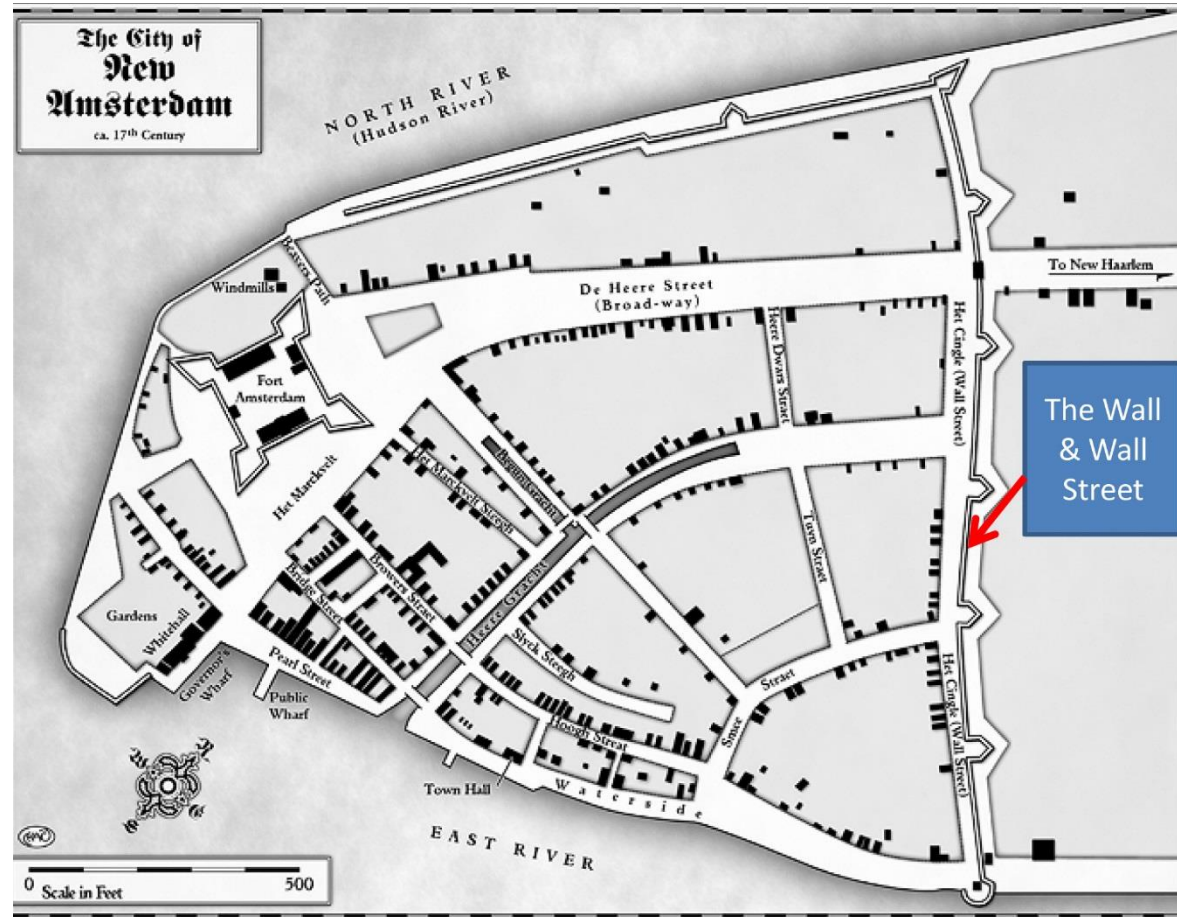 The City of
New
Amsterdam
ca. 17th Century
NORTH RIVER
(Hudson River)
Beavers Path
Windmills
De Heere Street
(Broad-way)
To New Haarlem
Heere Dwars Straet
Het Cingle (Wall Street)
Fort
Amsterdam
The Wall
& Wall
Street
Het Marckvelt
Het Marckvelt Steegh
Heere Gracht
Browers Straet
Bridge Street
Tuyn Straet
Gardens
Whitehall
Pearl Street
Governor's
Wharf
Public
Wharf
Slyck Steegh
Smee
Straet
Hoogh Streat
Het Cingle (Wall Street)
Town Hall
Waterside
EAST RIVER
0
500
Scale in Feet